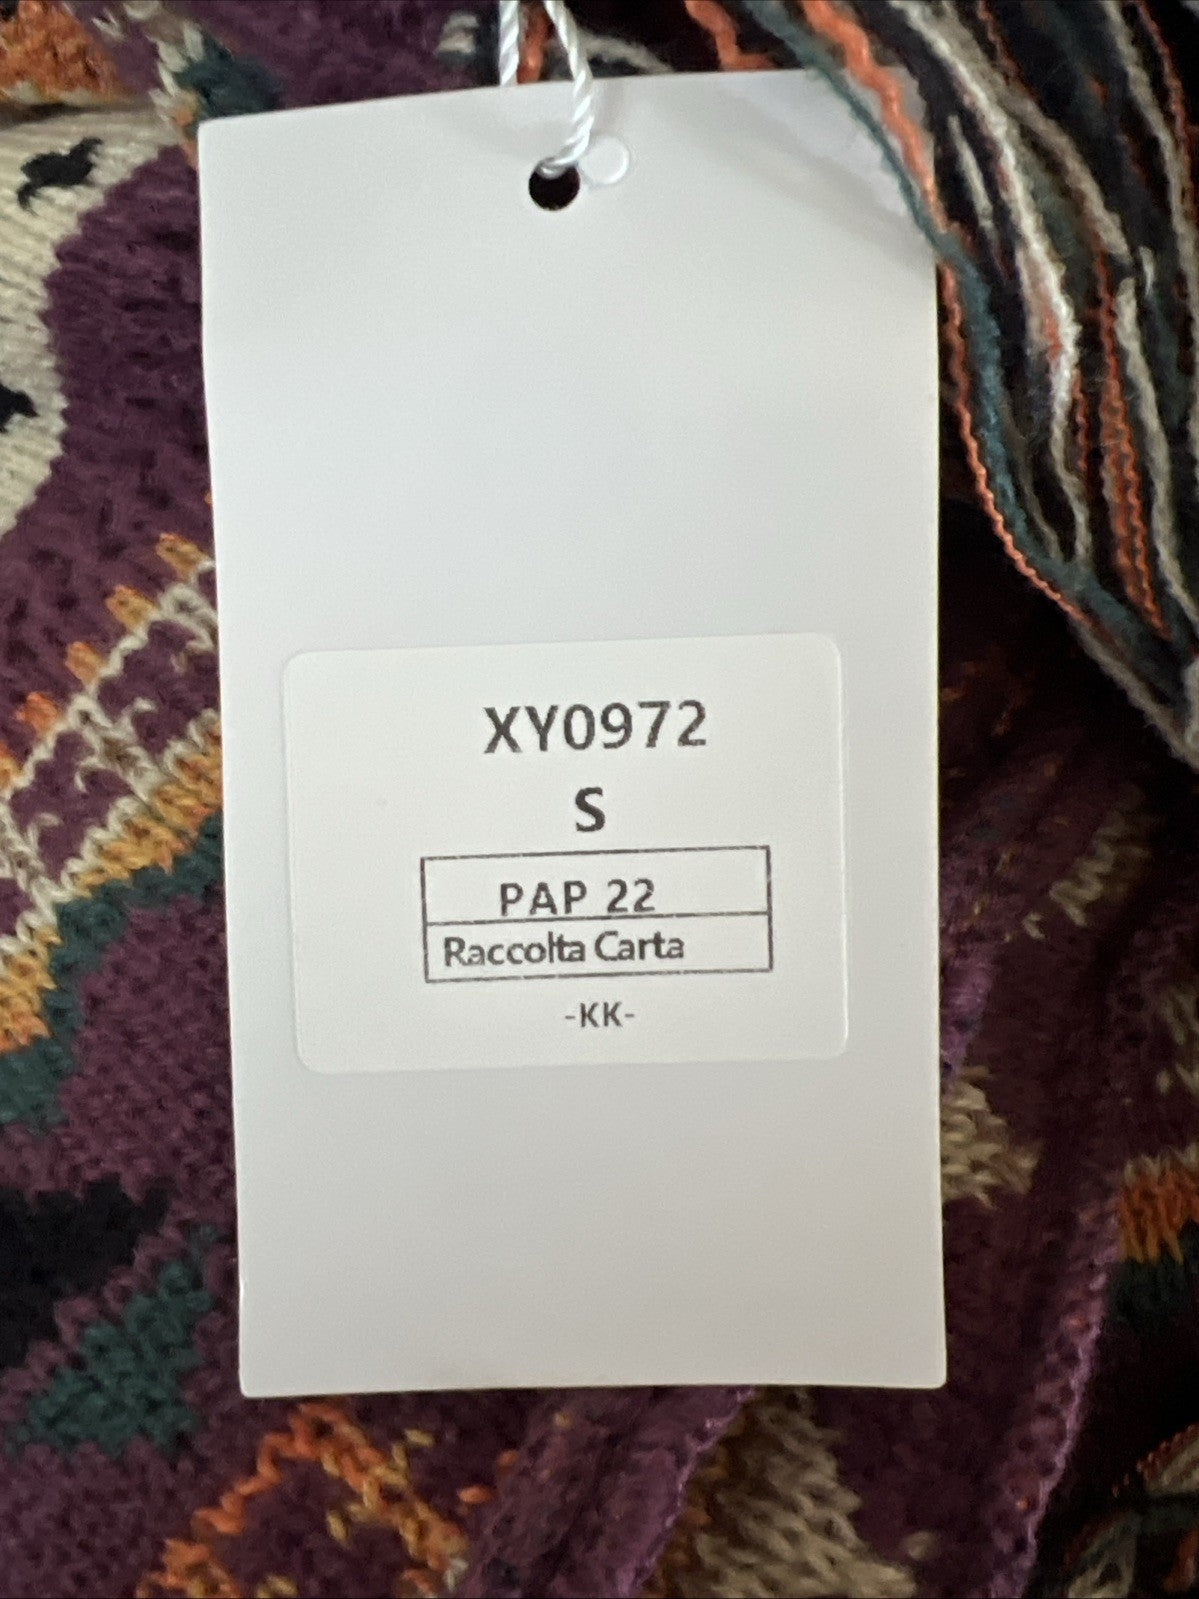 XY0972
S
PAP 22
Raccolta Carta
-KK-